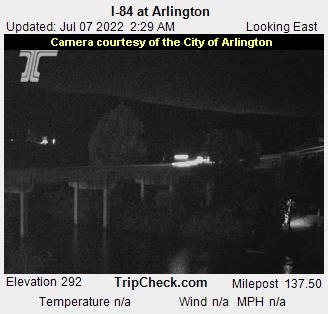 I-84 at Arlington
Updated: Jul 07 2022 2:29 AM Looking East
Camera courtesy of the City of Arlington
Elevation 292 TripCheck.com Milepost 137.50
Temperature n/a Wind n/a MPH n/a